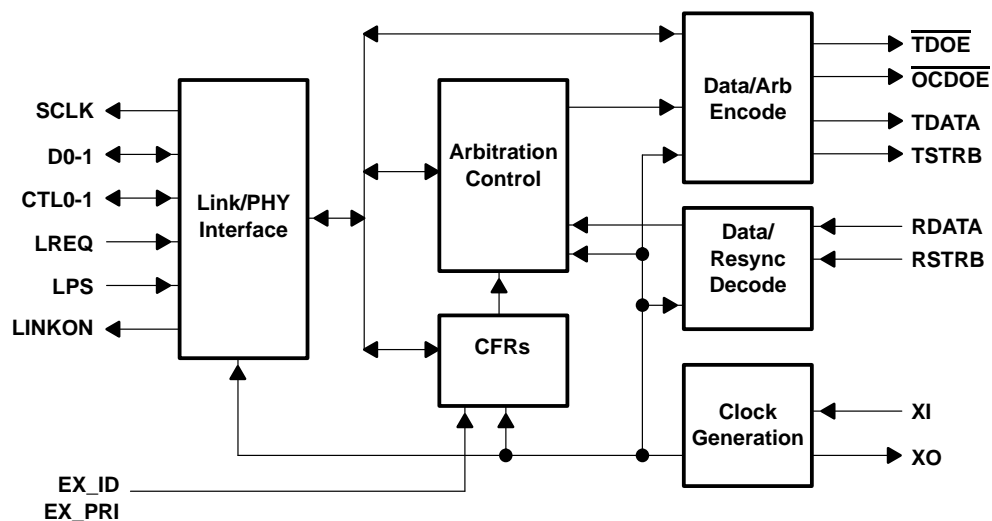 SCLK
D0-1
CTL0-1
LREQ
LPS
LINKON
Link/PHY
Interface
Arbitration
Control
CFRs
Data/Arb
Encode
Data/
Resync
Decode
Clock
Generation
TDOE
OCDOE
TDATA
TSTRB
RDATA
RSTRB
XI
XO
EX_ID
EX_PRI